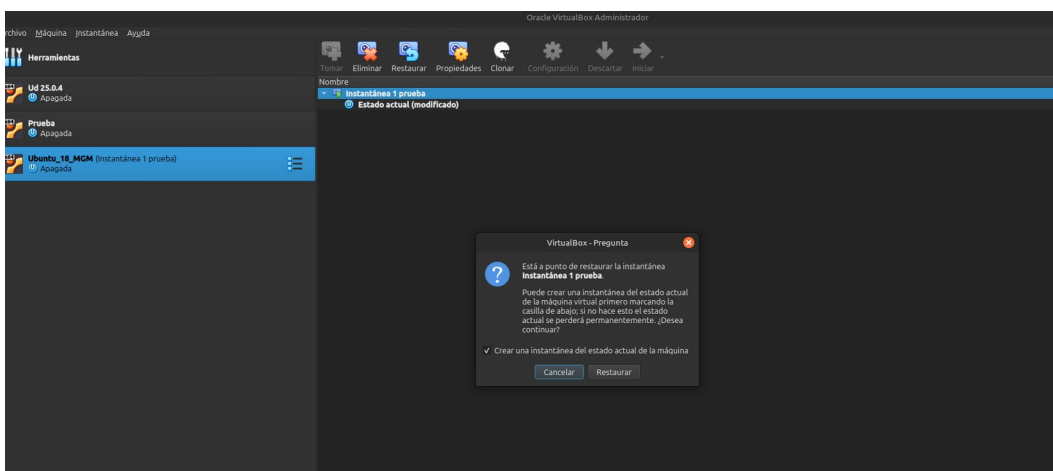 Oracle VirtualBox Administrador
rchivo Máquina Instantánea Ayuda
Herramientas
Tomar Eliminar Restaurar Propiedades Clonar Configuración Descartar Iniciar
Nombre
Ud 25.0.4
Apagada
Instantánea 1 prueba
Estado actual (modificado)
Prueba
Apagada
Ubuntu_18_MGM (Instantánea 1 prueba)
Apagada
VirtualBox - Pregunta
Está a punto de restaurar la instantánea
Instantánea 1 prueba.
Puede crear una instantánea del estado actual
de la máquina virtual primero marcando la
casilla de abajo; si no hace esto el estado
actual se perderá permanentemente. ¿Desea
continuar?
Crear una instantánea del estado actual de la máquina
Cancelar Restaurar